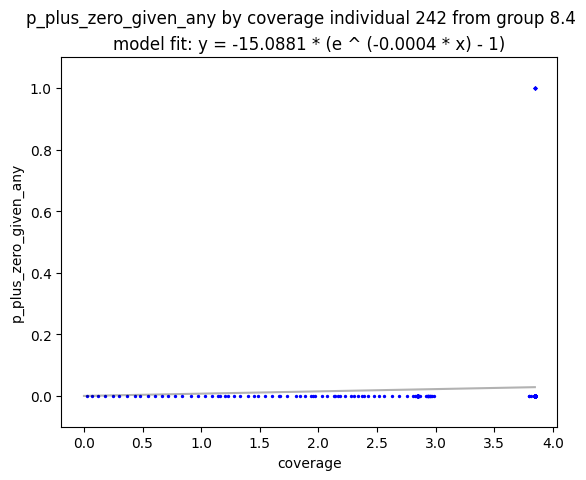 p_plus_zero_given_any by coverage individual 242 from group 8.4
model fit: y = -15.0881 * (e ^ (-0.0004 * x) - 1)
p_plus_zero_given_any
1.0
0.8
0.6
0.4
0.2
0.0
0.0 0.5 1.0 1.5 2.0 2.5 3.0 3.5 4.0
coverage